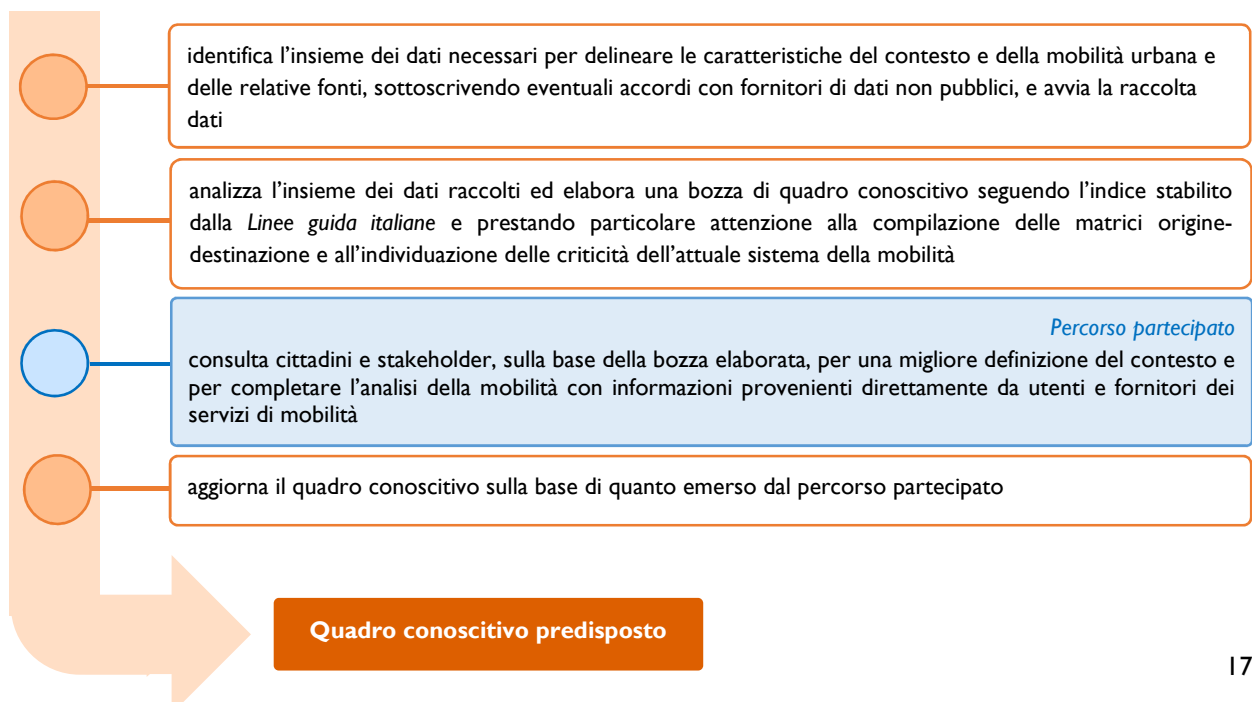 identifica l’insieme dei dati necessari per delineare le caratteristiche del contesto e della mobilità urbana e
delle relative fonti, sottoscrivendo eventuali accordi con fornitori di dati non pubblici, e avvia la raccolta
dati
analizza l’insieme dei dati raccolti ed elabora una bozza di quadro conoscitivo seguendo l’indice stabilito
dalla Linee guida italiane e prestando particolare attenzione alla compilazione delle matrici origine-
destinazione e all’individuazione delle criticità dell’attuale sistema della mobilità
Percorso partecipato
consulta cittadini e stakeholder, sulla base della bozza elaborata, per una migliore definizione del contesto e
per completare l’analisi della mobilità con informazioni provenienti direttamente da utenti e fornitori dei
servizi di mobilità
aggiorna il quadro conoscitivo sulla base di quanto emerso dal percorso partecipato
Quadro conoscitivo predisposto
17